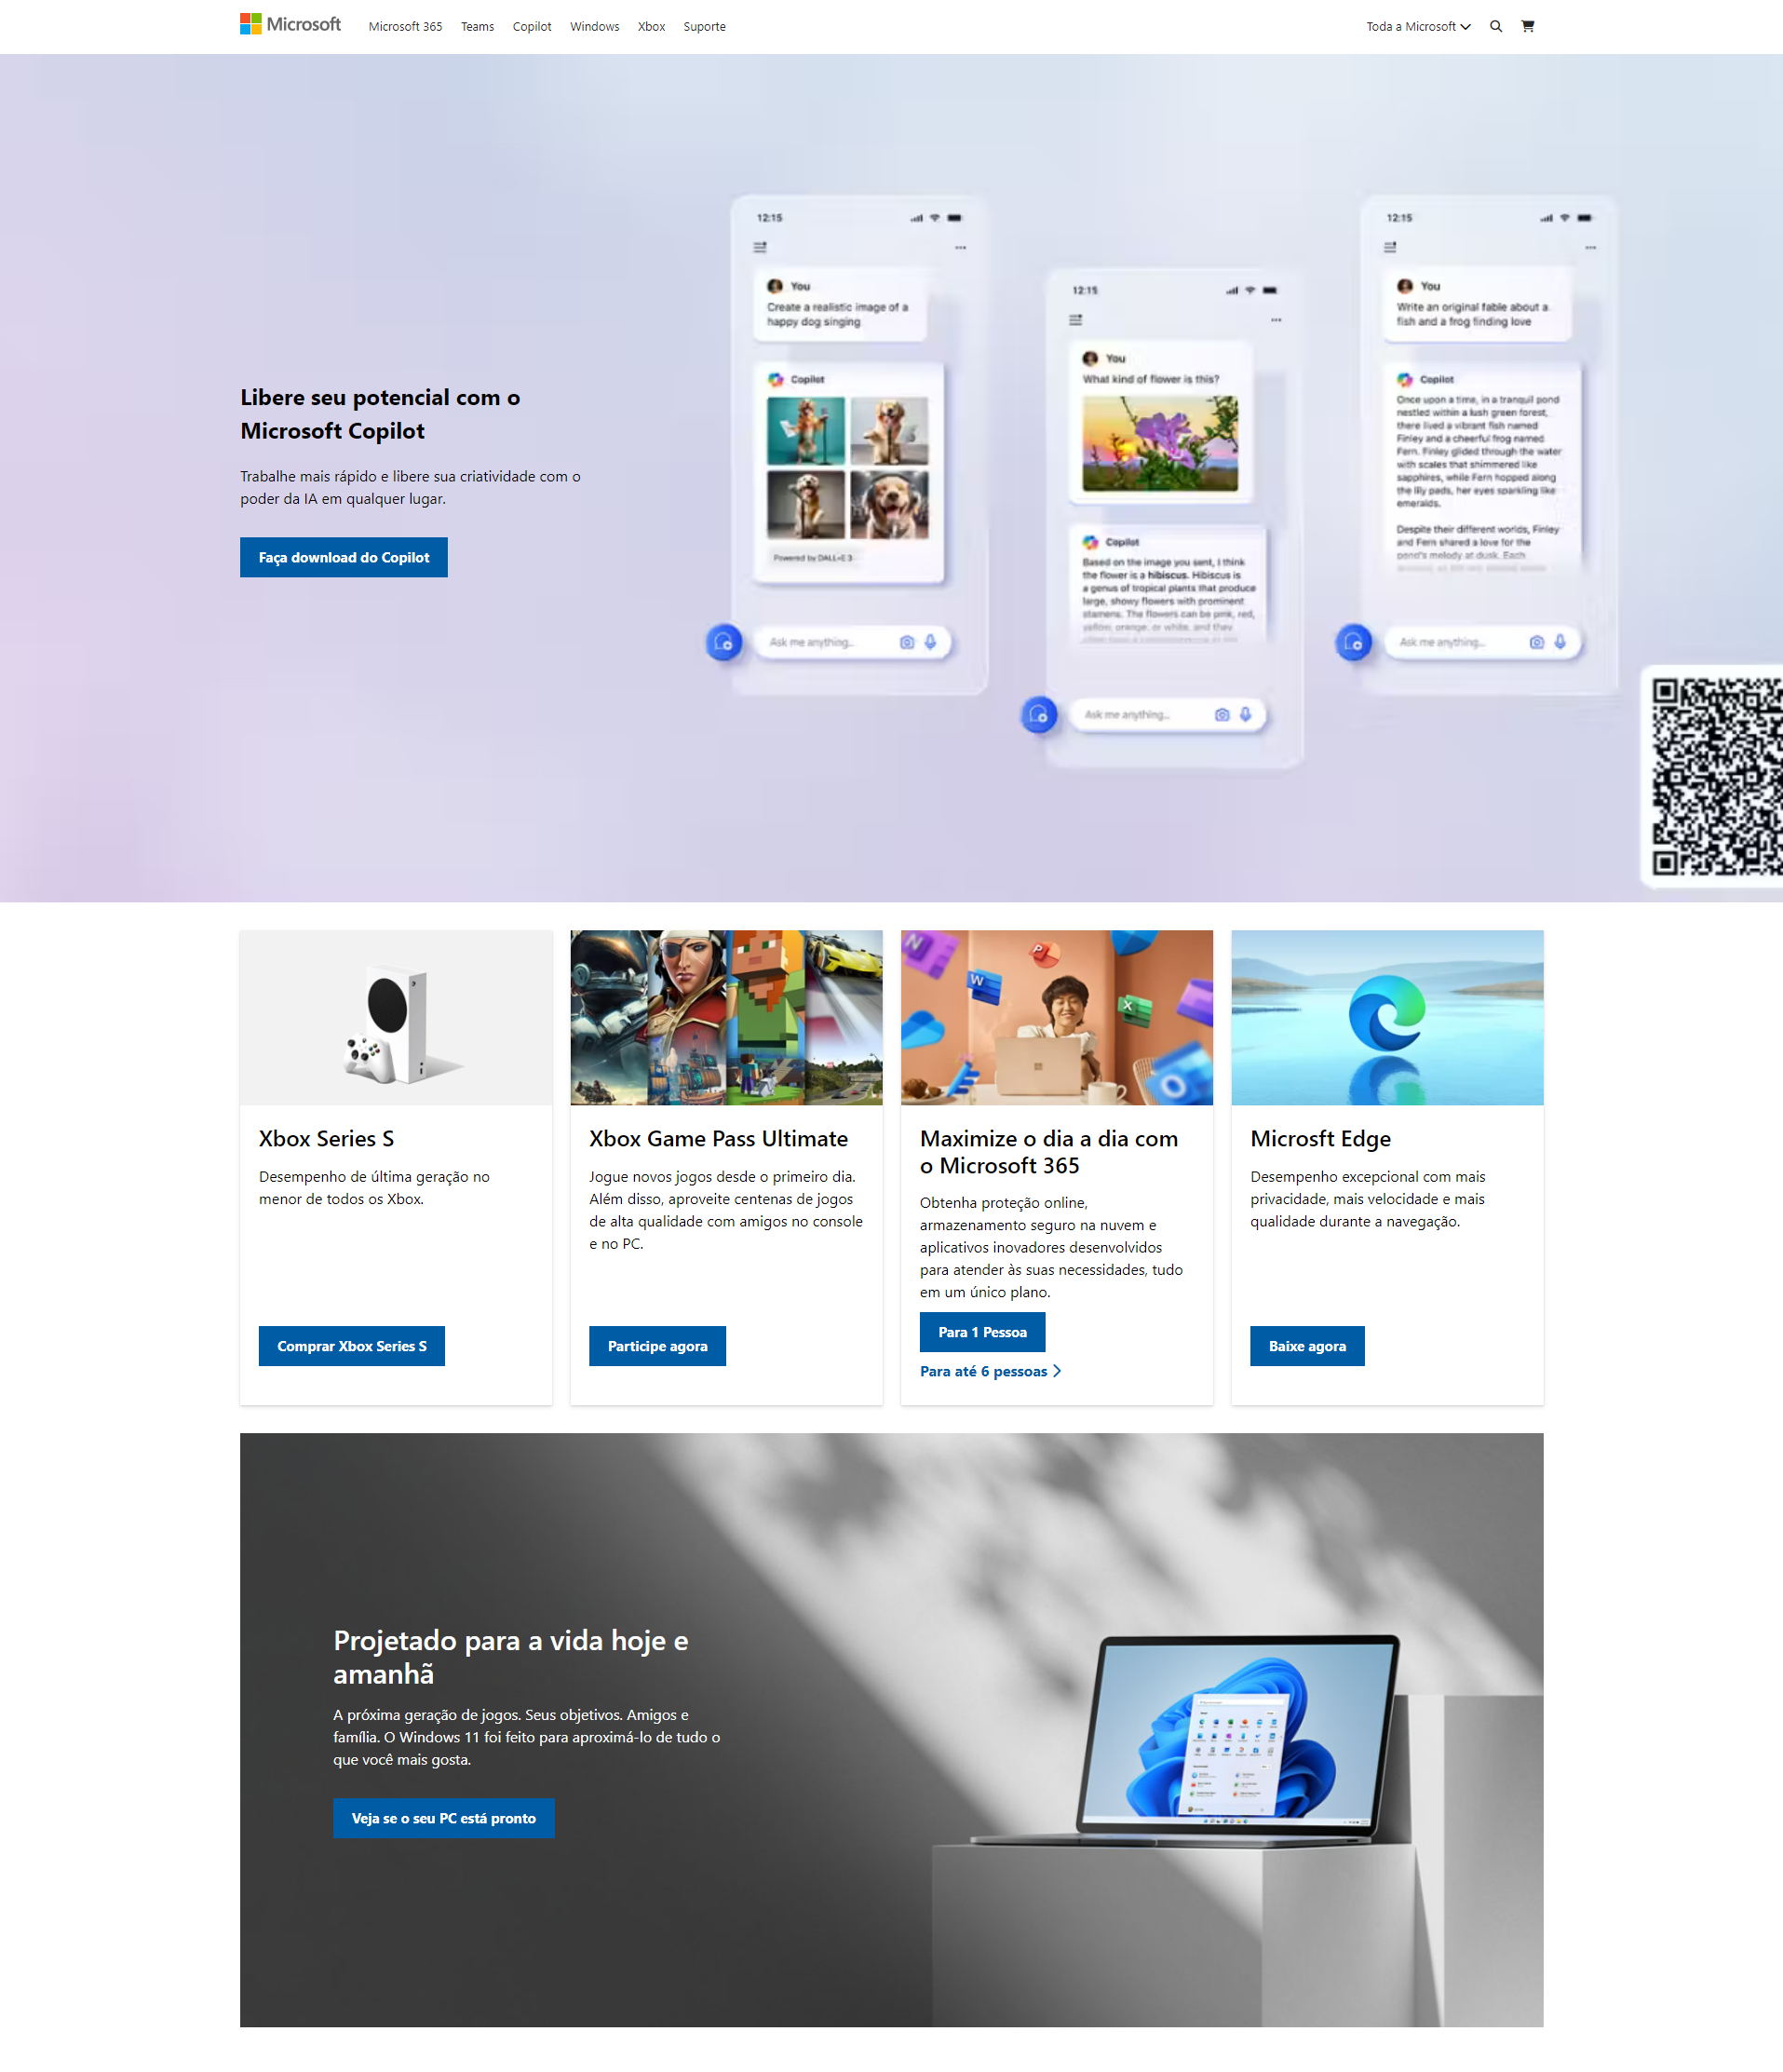 Microsoft
Microsoft 365
Teams
Copilot
Windows
Xbox
Suporte
Toda a Microsoft
Libere seu potencial com o
Microsoft Copilot
Trabalhe mais rápido e libere sua criatividade com o
poder da IA em qualquer lugar.
Faça download do Copilot
12:15
You
Create a realistic image of a
happy dog singing
Copilot
Powered by DALL•E 3
Ask me anything...
12:15
You
What kind of flower is this?
Copilot
Based on the image you sent, I think
the flower is a hibiscus. Hibiscus is
a genus of tropical plants that produce
large, showy flowers with prominent
stamens. The flowers can be pink, red,
yellow, orange, or white, and they
Ask me anything...
12:15
You
Write an original fable about a
fish and a frog finding love
Copilot
Once upon a time, in a tranquil pond
nestled within a lush green forest,
there lived a vibrant fish named
Finley and a cheerful frog named
Fern. Finley glided through the water
with scales that shimmered like
sapphires, while Fern hopped along
the lily pads, her eyes sparkling like
emeralds.
Despite their different worlds, Finley
and Fern shared a love for the
pond's melody at dusk. Each
Ask me anything...
N
W
P
X
O
Xbox Series S
Desempenho de última geração no
menor de todos os Xbox.
Comprar Xbox Series S
Xbox Game Pass Ultimate
Jogue novos jogos desde o primeiro dia.
Além disso, aproveite centenas de jogos
de alta qualidade com amigos no console
e no PC.
Participe agora
Maximize o dia a dia com
o Microsoft 365
Obtenha proteção online,
armazenamento seguro na nuvem e
aplicativos inovadores desenvolvidos
para atender às suas necessidades, tudo
em um único plano.
Para 1 Pessoa
Para até 6 pessoas
Microsft Edge
Desempenho excepcional com mais
privacidade, mais velocidade e mais
qualidade durante a navegação.
Baixe agora
Projetado para a vida hoje e
amanhã
A próxima geração de jogos. Seus objetivos. Amigos e
família. O Windows 11 foi feito para aproximá-lo de tudo o
que você mais gosta.
Veja se o seu PC está pronto